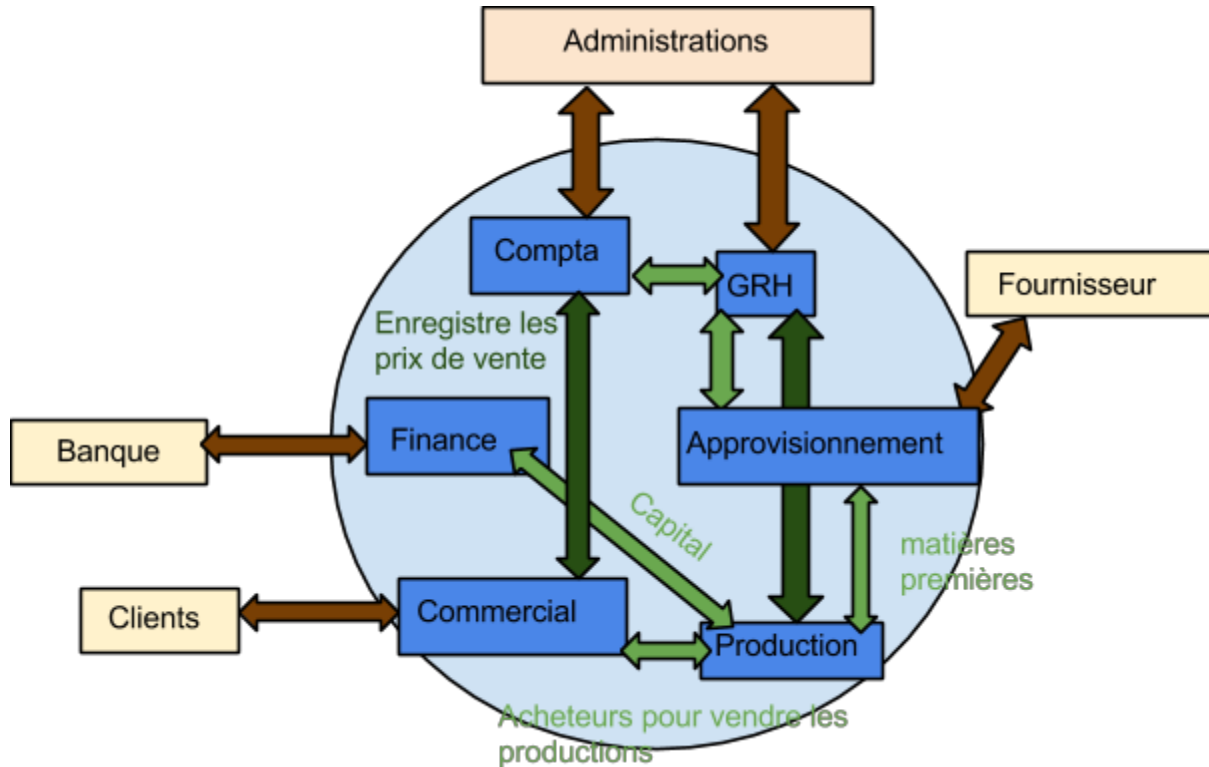 Administrations
Compta
GRH
Fournisseur
Enregistre les
prix de vente
Finance
Approvisionnement
Banque
Capital
matières
premières
Clients
Commercial
Production
Acheteurs pour vendre les
productions